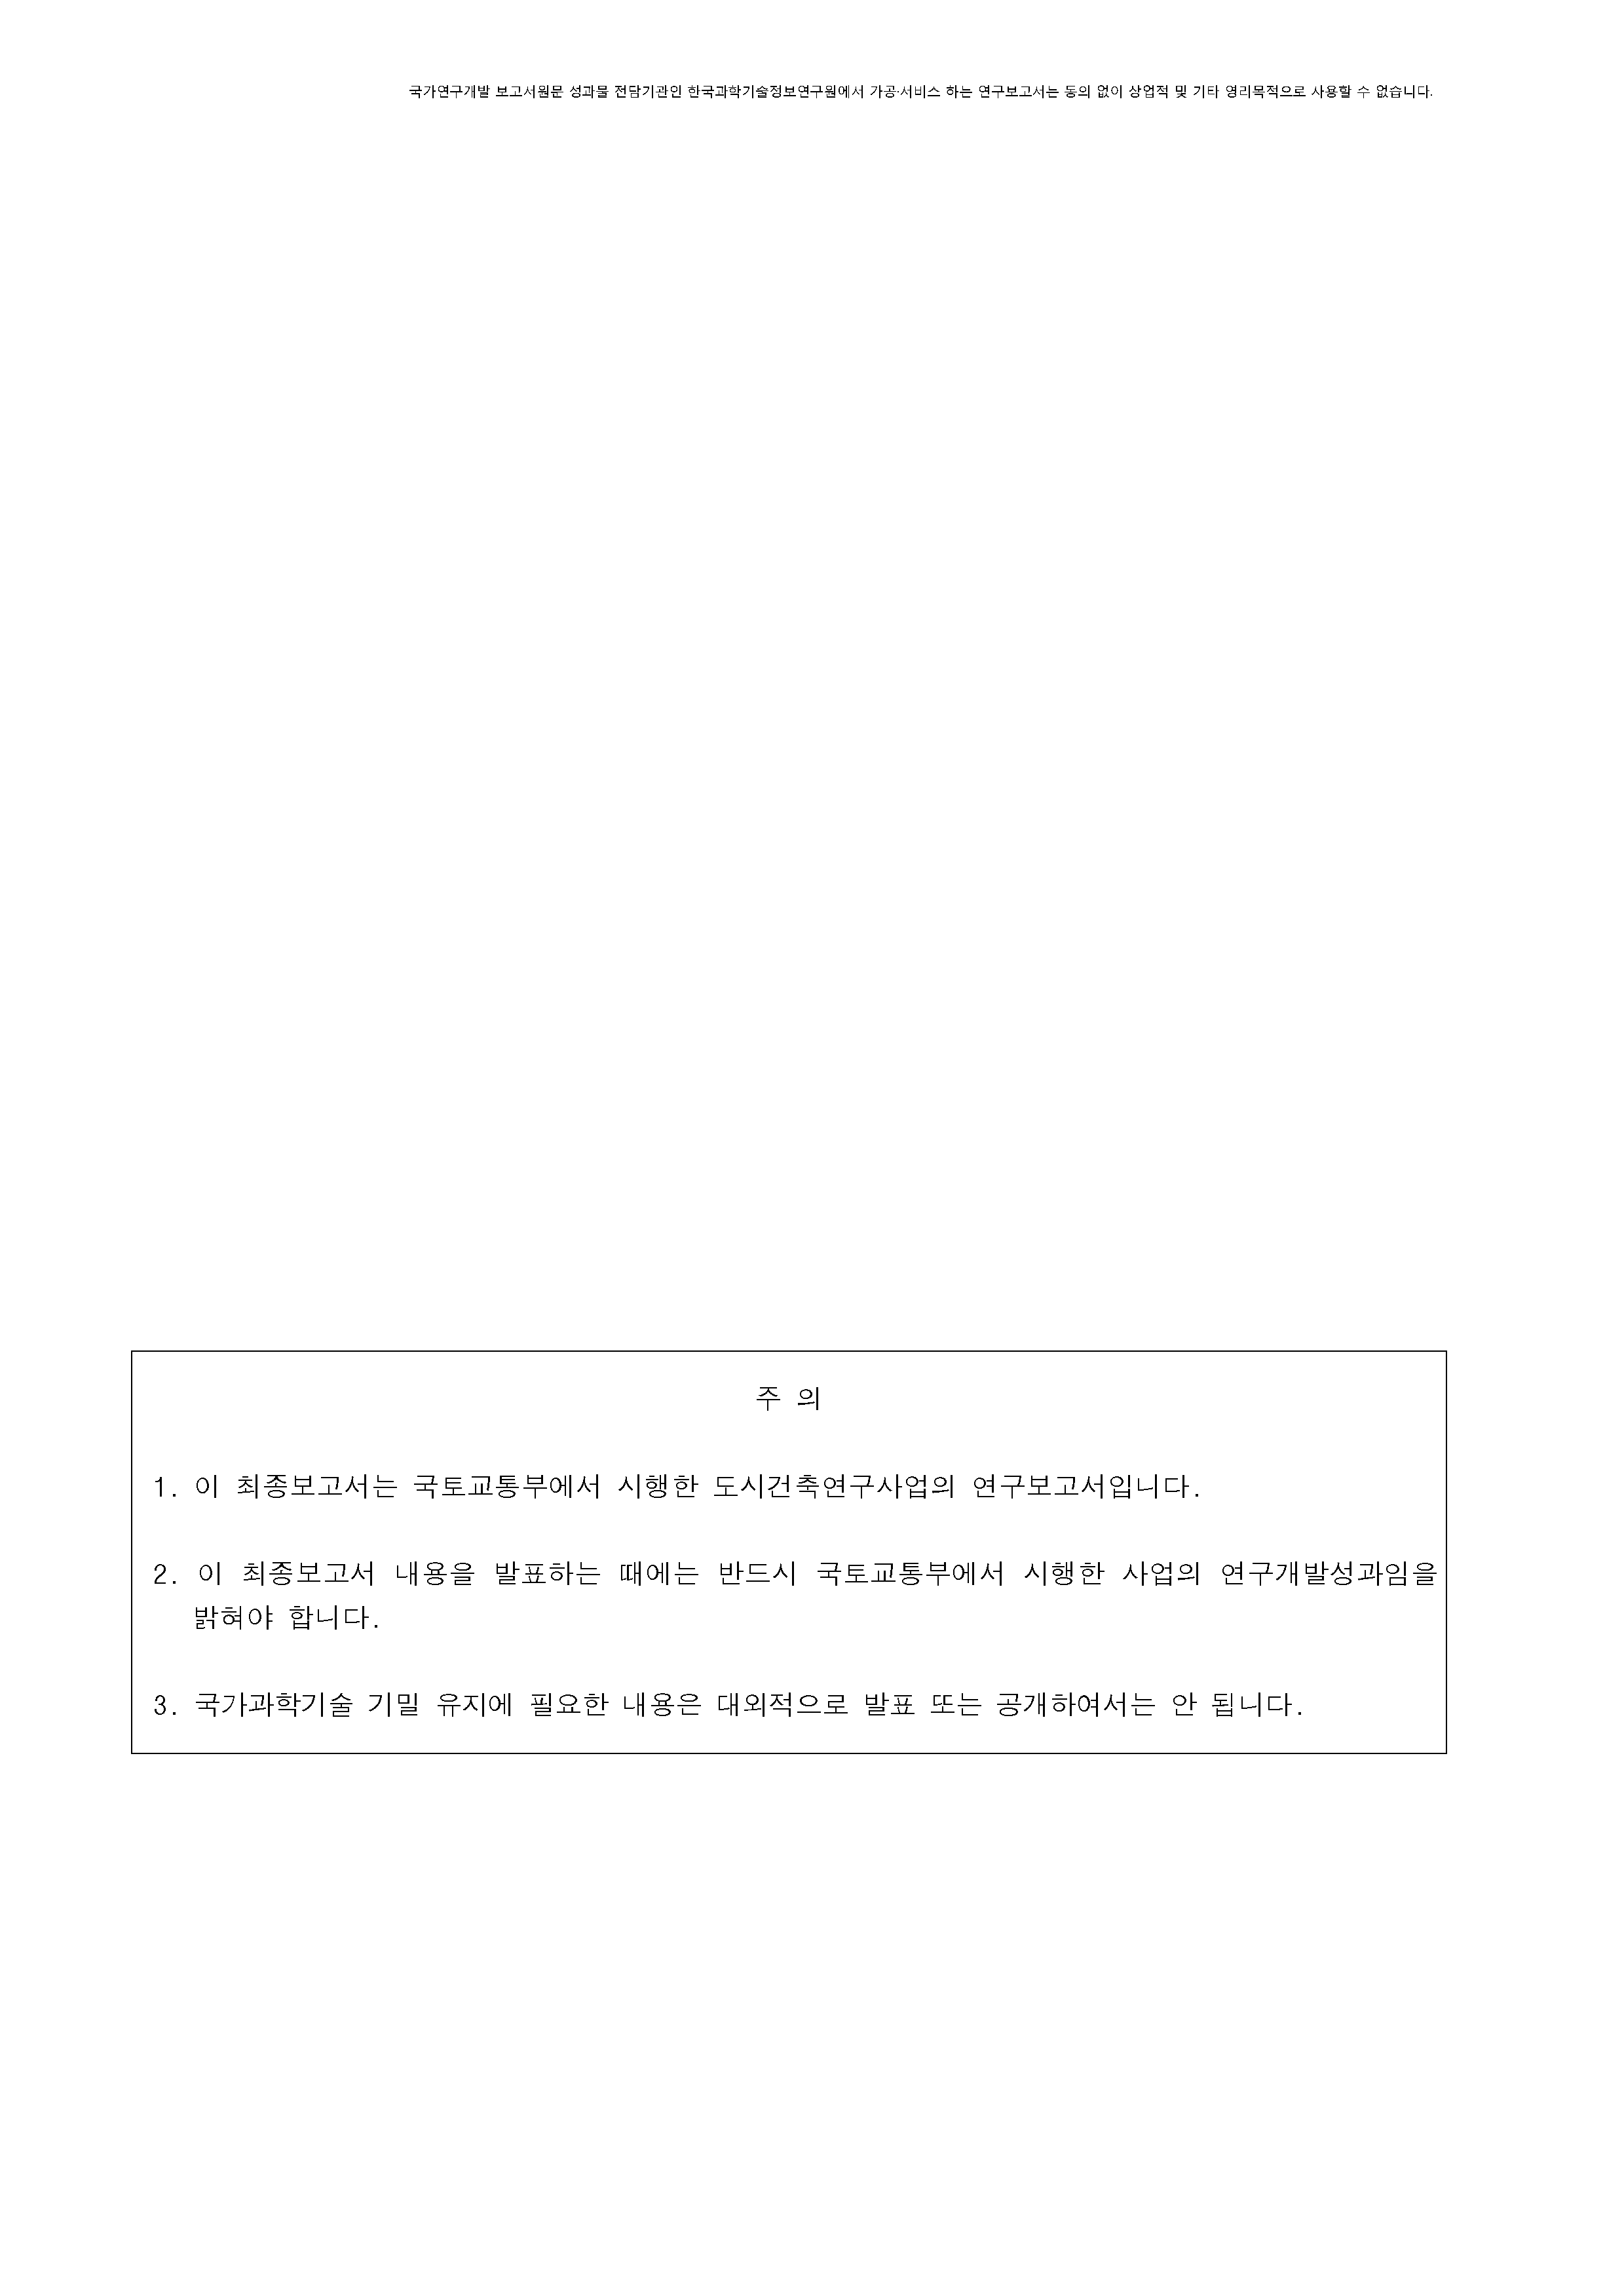 국가연구개발 보고서원문 성과물 전담기관인 한국과학기술정보연구원에서 가공·서비스 하는 연구보고서는 동의 없이 상업적 및 기타 영리목적으로 사용할 수 없습니다.
주 의
1. 이 최종보고서는 국토교통부에서 시행한 도시건축연구사업의 연구보고서입니다.
2. 이 최종보고서 내용을 발표하는 때에는 반드시 국토교통부에서 시행한 사업의 연구개발성과임을
밝혀야 합니다.
3. 국가과학기술 기밀 유지에 필요한 내용은 대외적으로 발표 또는 공개하여서는 안 됩니다.